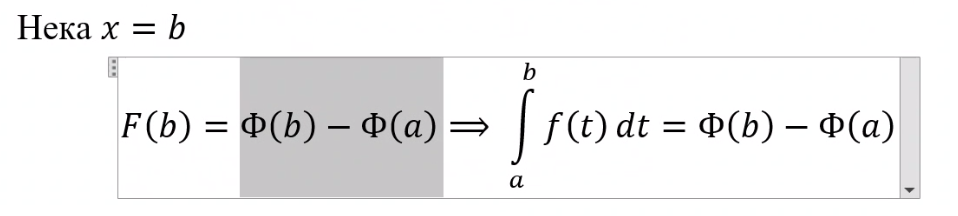 Нека x = b
F(b) = Φ(b) − Φ(a) ⟹ ∫_a^b f(t) dt = Φ(b) − Φ(a)